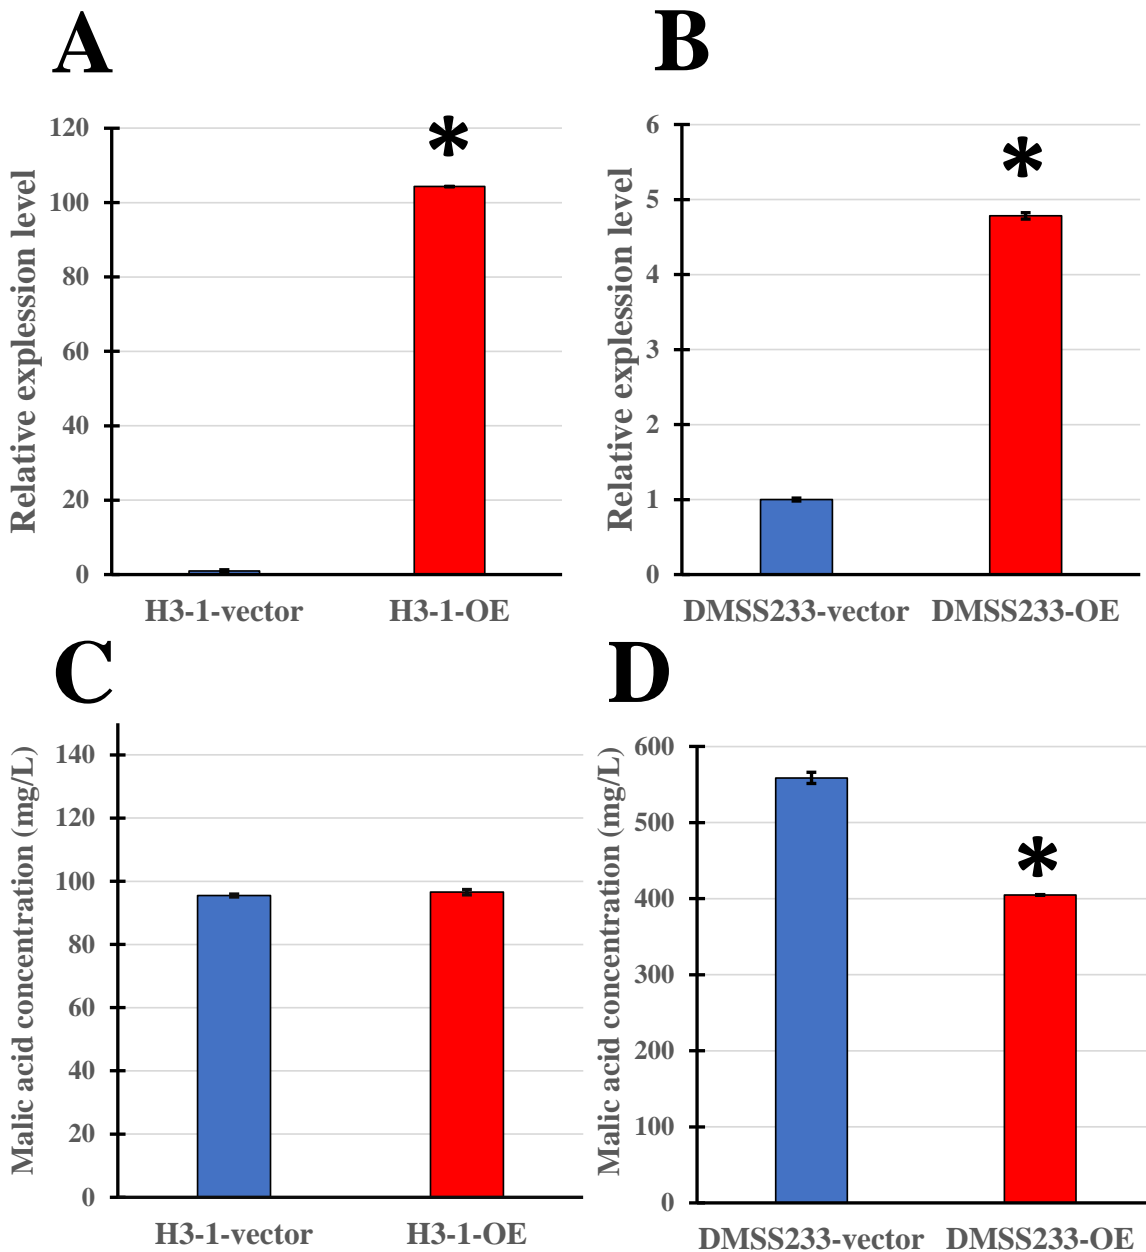 A
Relative explession level
120
100
80
60
40
20
0
*
H3-1-vector
H3-1-OE
B
Relative explession level
6
5
4
3
2
1
0
*
DMSS233-vector
DMSS233-OE
C
Malic acid concentration (mg/L)
140
120
100
80
60
40
20
0
H3-1-vector
H3-1-OE
D
Malic acid concentration (mg/L)
600
500
400
300
200
100
0
*
DMSS233-vector
DMSS233-OE